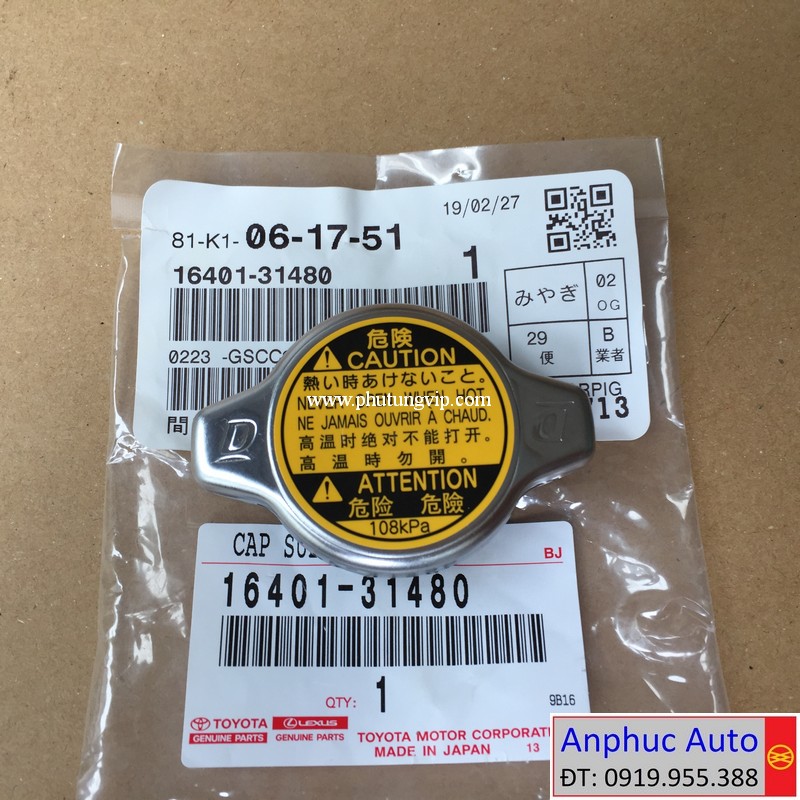 19/02/27
81-K1- 06-17-51
16401-31480
1
みやぎ
02
OG
29
便
B
業者
0223 -GSCC
RPIG
13
間
危険
CAUTION
熱い時あけないこと。
NEVER HOT
www.phutungvip.com
NE JAMAIS OUVRIR À CHAUD.
高温时绝对不能打开。
高温時勿開。
ATTENTION
危险 危險
108kPa
D
CAP
BJ
16401-31480
QTY: 1
9B16
TOYOTA
GENUINE PARTS
LEXUS
GENUINE PARTS
TOYOTA MOTOR CORPORATI
MADE IN JAPAN 13
Anphuc Auto
ĐT: 0919.955.388